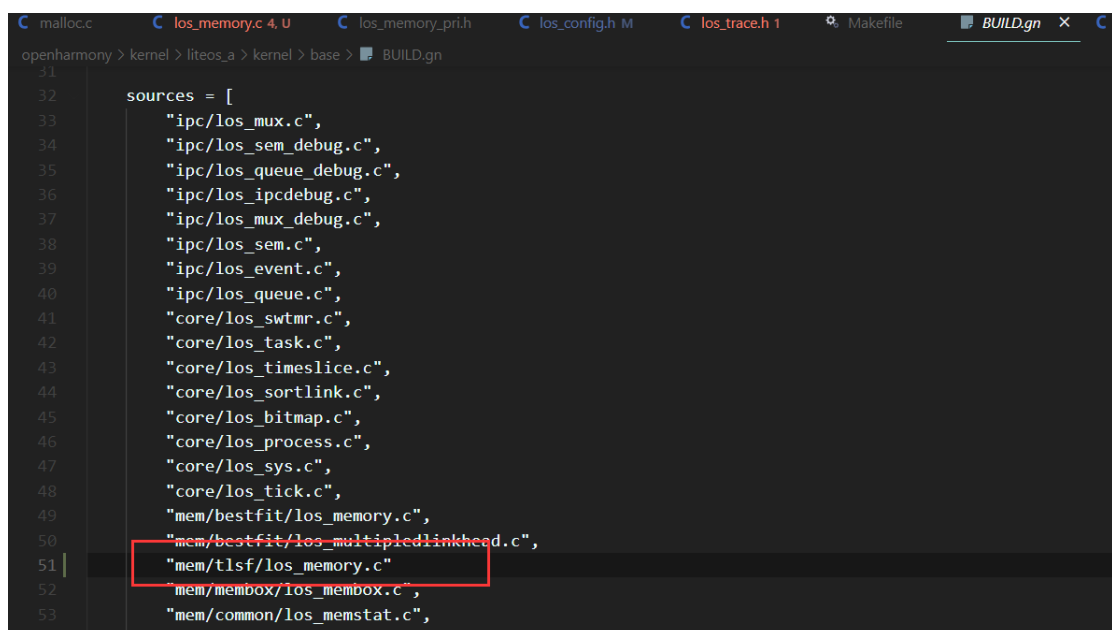 malloc.c los_memory.c 4, U los_memory_pri.h los_config.h M los_trace.h 1 Makefile BUILD.gn ×
openharmony > kernel > liteos_a > kernel > base > BUILD.gn
31
32 sources = [
33 "ipc/los_mux.c",
34 "ipc/los_sem_debug.c",
35 "ipc/los_queue_debug.c",
36 "ipc/los_ipcdebug.c",
37 "ipc/los_mux_debug.c",
38 "ipc/los_sem.c",
39 "ipc/los_event.c",
40 "ipc/los_queue.c",
41 "core/los_swtmr.c",
42 "core/los_task.c",
43 "core/los_timeslice.c",
44 "core/los_sortlink.c",
45 "core/los_bitmap.c",
46 "core/los_process.c",
47 "core/los_sys.c",
48 "core/los_tick.c",
49 "mem/bestfit/los_memory.c",
50 "mem/bestfit/los_multipledlinkhead.c",
51 "mem/tlsf/los_memory.c"
52 "mem/membox/los_membox.c",
53 "mem/common/los_memstat.c",